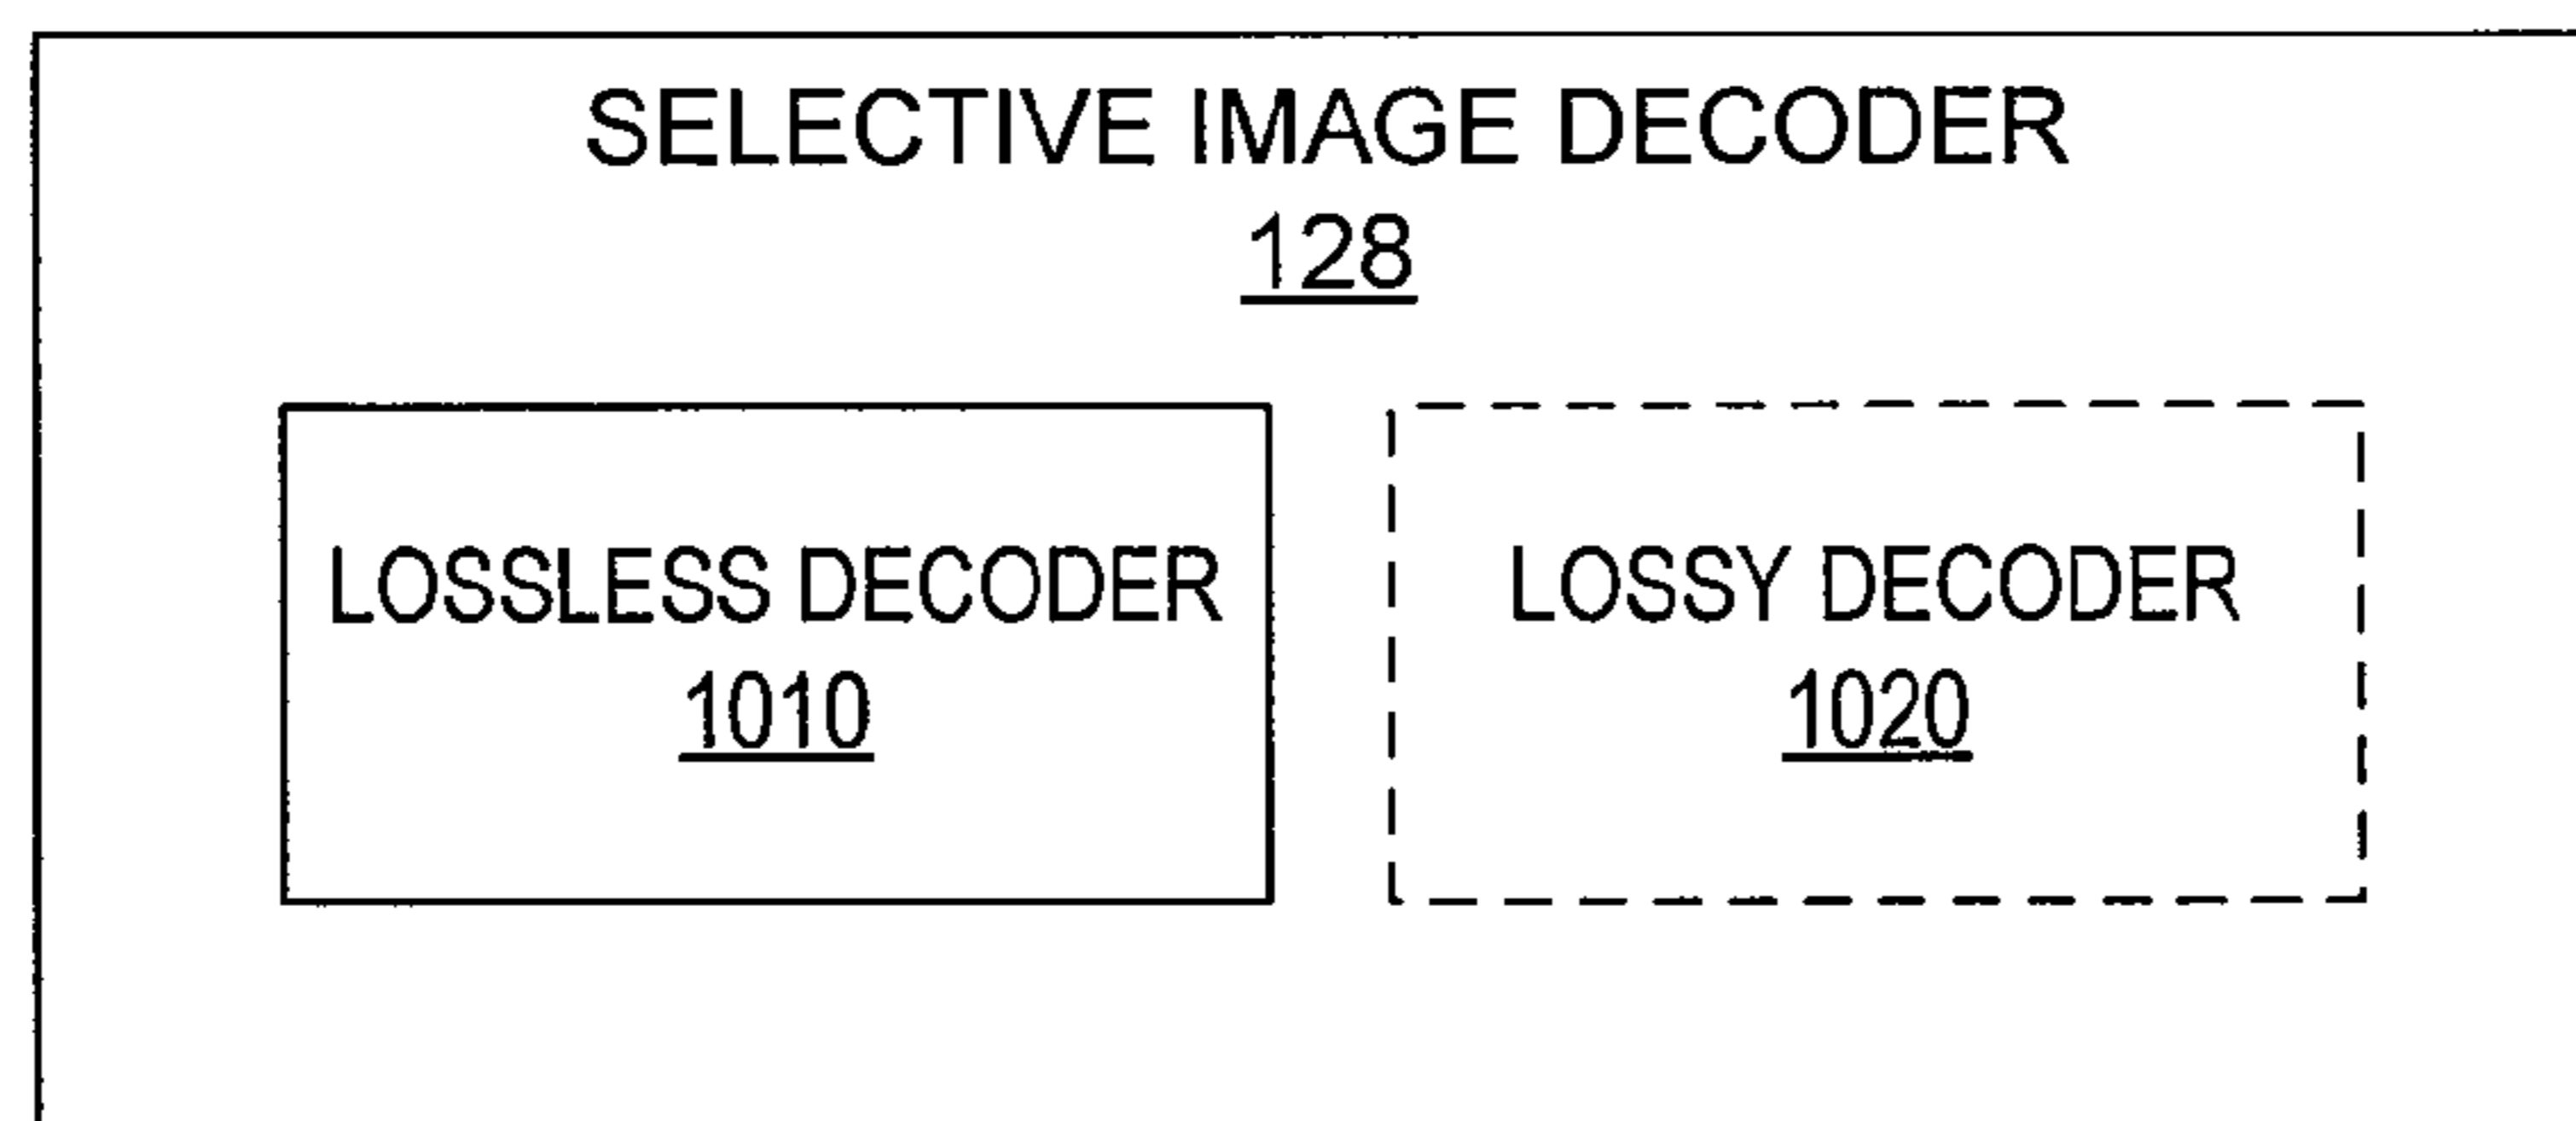 SELECTIVE IMAGE DECODER
128
LOSSLESS DECODER
1010
LOSSY DECODER
1020